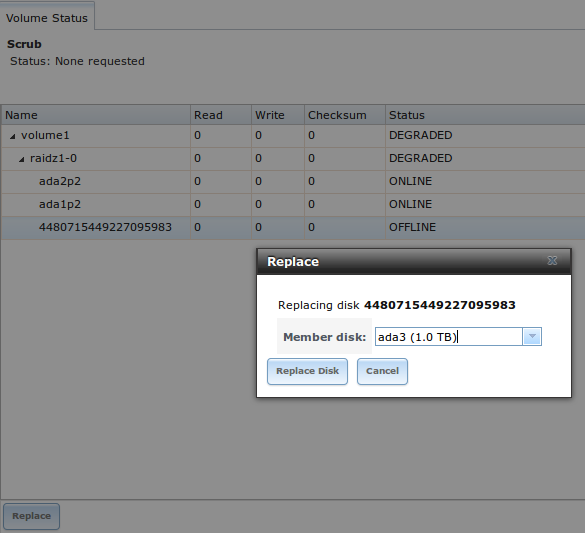 Volume Status
Scrub
Status: None requested
Name Read Write Checksum Status
volume1 0 0 0 DEGRADED
raidz1-0 0 0 0 DEGRADED
ada2p2 0 0 0 ONLINE
ada1p2 0 0 0 ONLINE
4480715449227095983 0 0 0 OFFLINE
Replace
Replacing disk 4480715449227095983
Member disk: ada3 (1.0 TB)
Replace Disk Cancel
Replace